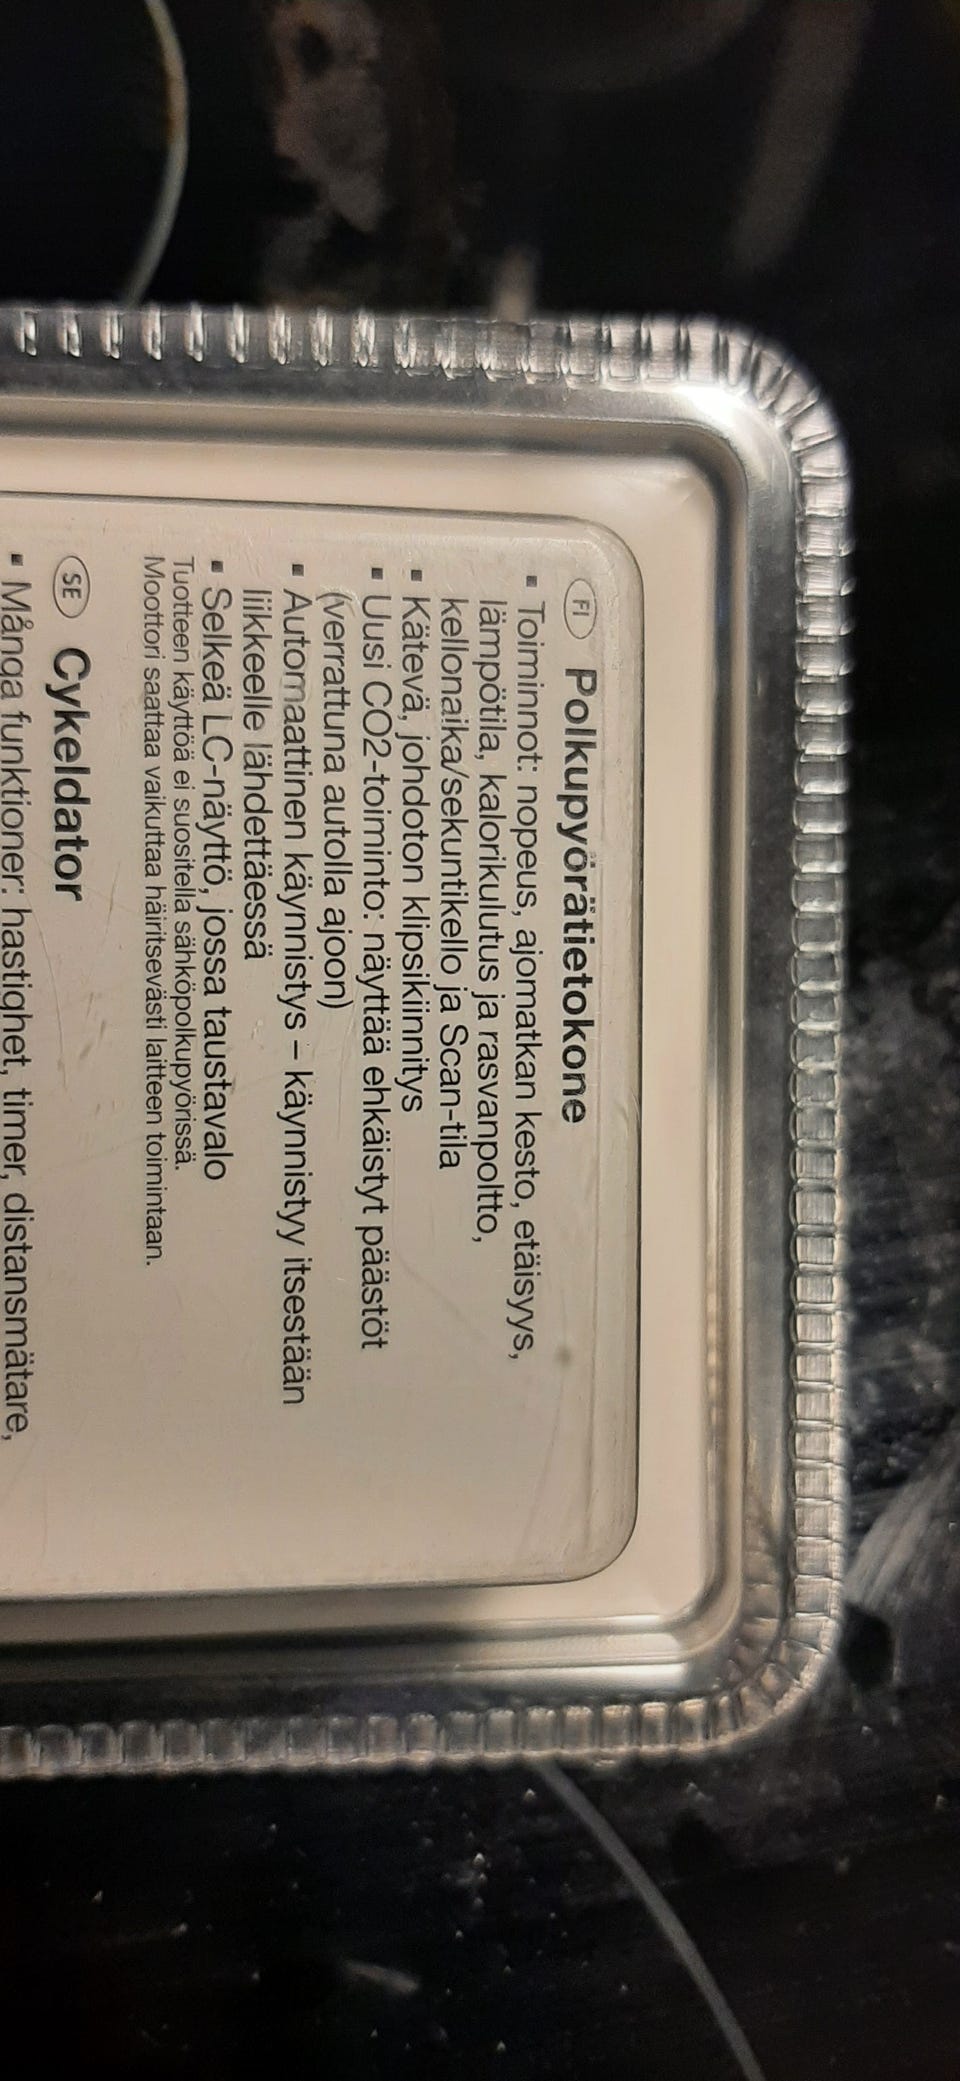 FI Polkupyörätietokone
▪ Toiminnot: nopeus, ajomatkan kesto, etäisyys,
lämpötila, kalorikulutus ja rasvanpoltto,
kellonaika/sekuntikello ja Scan-tila
▪ Kätevä, johdoton klipsikiinnitys
▪ Uusi CO2-toiminto: näyttää ehkäistyt päästöt
(verrattuna autolla ajoon)
▪ Automaattinen käynnistys – käynnistyy itsestään
liikkeelle lähdettäessä
▪ Selkeä LC-näyttö, jossa taustavalo
Tuotteen käyttöä ei suositella sähköpolkupyörissä.
Moottori saattaa vaikuttaa häiritsevästi laitteen toimintaan.
SE Cykeldator
▪ Många funktioner: hastighet, timer, distansmätare,